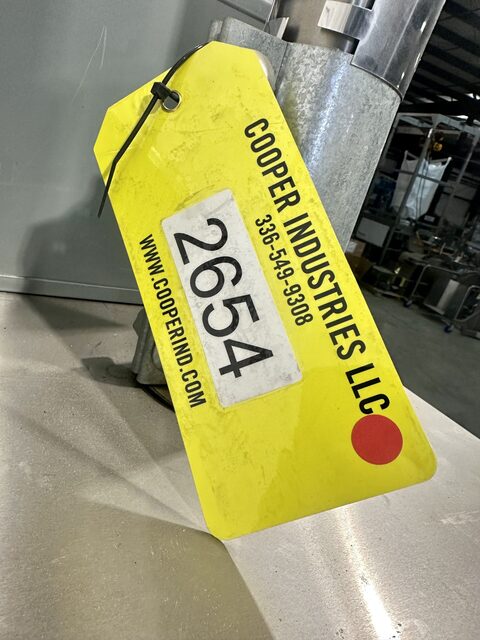 COOPER INDUSTRIES LLC
336-549-9308
2654
WWW.COOPERIND.COM